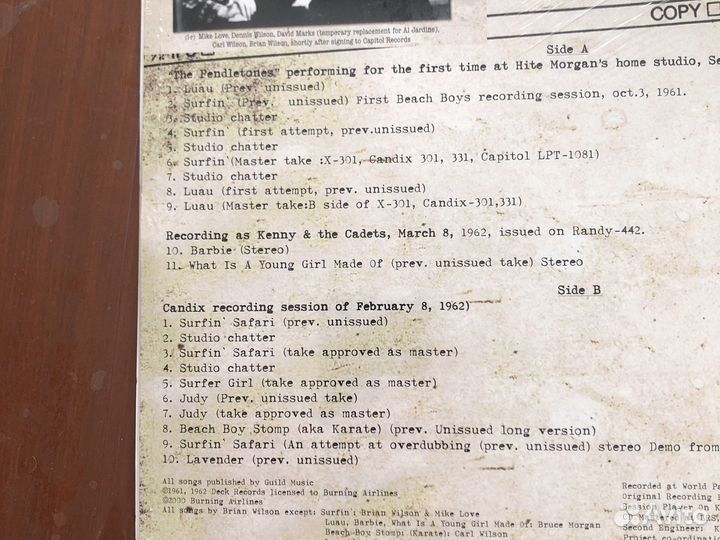 COPY
(l-r) Mike Love, Dennis Wilson, David Marks (temporary replacement for Al Jardine),
Carl Wilson, Brian Wilson, shortly after signing to Capitol Records
Side A
"The Pendletones" performing for the first time at Hite Morgan's home studio, Se
1. Luau (Prev. unissued)
2. Surfin' (Prev. unissued) First Beach Boys recording session, oct.3, 1961.
3. Studio chatter
4. Surfin' (first attempt, prev.unissued)
5. Studio chatter
6. Surfin'(Master take :X-301, Candix 301, 331, Capitol LPT-1081)
7. Studio chatter
8. Luau (first attempt, prev. unissued)
9. Luau (Master take:B side of X-301, Candix-301,331)
Recording as Kenny & the Cadets, March 8, 1962, issued on Randy-442.
10. Barbie (Stereo)
11. What Is A Young Girl Made Of (prev. unissued take) Stereo
Side B
Candix recording session of February 8, 1962)
1. Surfin' Safari (prev. unissued)
2. Studio chatter
3. Surfin' Safari (take approved as master)
4. Studio chatter
5. Surfer Girl (take approved as master)
6. Judy (Prev. unissued take)
7. Judy (take approved as master)
8. Beach Boy Stomp (aka Karate) (prev. Unissued long version)
9. Surfin' Safari (An attempt at overdubbing (prev. unissued) stereo Demo from
10. Lavender (prev. unissued)
All songs published by Guild Music
©1961, 1962 Deck Records licensed to Burning Airlines
©2000 Burning Airlines
All songs by Brian Wilson except: Surfin': Brian Wilson & Mike Love
Luau, Barbie, What Is A Young Girl Made Of: Bruce Morgan
Beach Boy Stomp: (Karate): Carl Wilson
Recorded at World Pa
Original Recording E
Session Player On K
Second Engineer: K
Project co-ordination
Avito